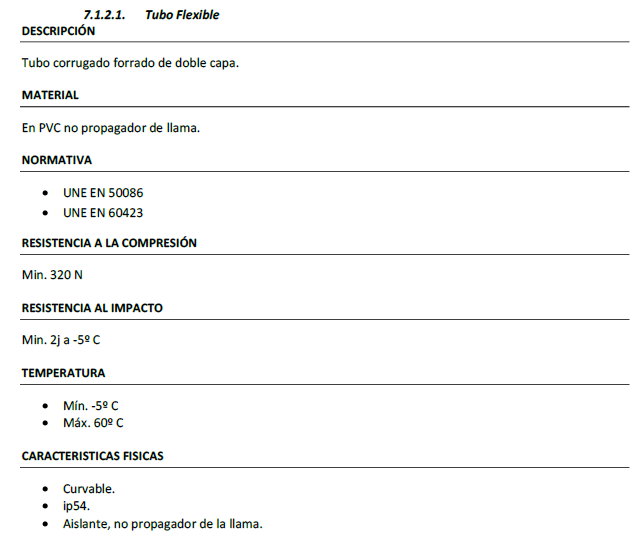 7.1.2.1. Tubo Flexible
DESCRIPCIÓN
Tubo corrugado forrado de doble capa.
MATERIAL
En PVC no propagador de llama.
NORMATIVA
• UNE EN 50086
• UNE EN 60423
RESISTENCIA A LA COMPRESIÓN
Min. 320 N
RESISTENCIA AL IMPACTO
Min. 2j a -5º C
TEMPERATURA
• Mín. -5º C
• Máx. 60º C
CARACTERISTICAS FISICAS
• Curvable.
• ip54.
• Aislante, no propagador de la llama.